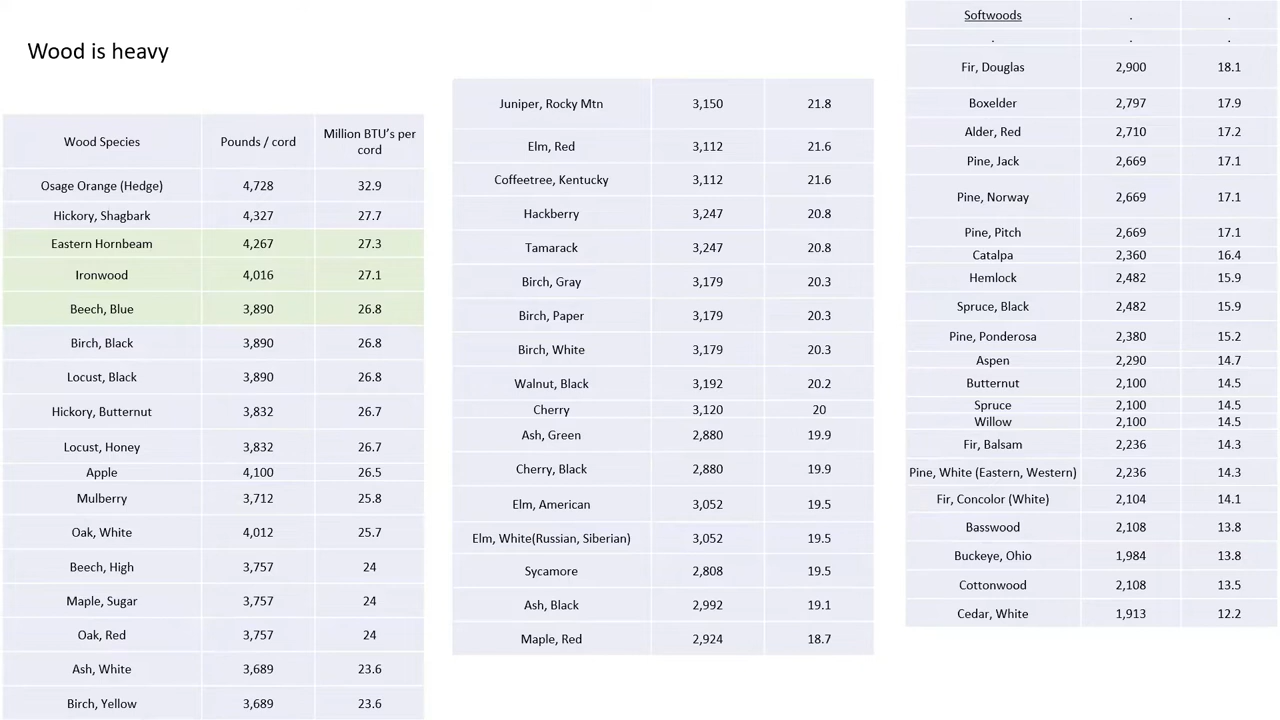 Wood is heavy
Wood Species Pounds / cord Million BTU's per cord
Osage Orange (Hedge) 4,728 32.9
Hickory, Shagbark 4,327 27.7
Eastern Hornbeam 4,267 27.3
Ironwood 4,016 27.1
Beech, Blue 3,890 26.8
Birch, Black 3,890 26.8
Locust, Black 3,890 26.8
Hickory, Butternut 3,832 26.7
Locust, Honey 3,832 26.7
Apple 4,100 26.5
Mulberry 3,712 25.8
Oak, White 4,012 25.7
Beech, High 3,757 24
Maple, Sugar 3,757 24
Oak, Red 3,757 24
Ash, White 3,689 23.6
Birch, Yellow 3,689 23.6
Juniper, Rocky Mtn 3,150 21.8
Elm, Red 3,112 21.6
Coffeetree, Kentucky 3,112 21.6
Hackberry 3,247 20.8
Tamarack 3,247 20.8
Birch, Gray 3,179 20.3
Birch, Paper 3,179 20.3
Birch, White 3,179 20.3
Walnut, Black 3,192 20.2
Cherry 3,120 20
Ash, Green 2,880 19.9
Cherry, Black 2,880 19.9
Elm, American 3,052 19.5
Elm, White(Russian, Siberian) 3,052 19.5
Sycamore 2,808 19.5
Ash, Black 2,992 19.1
Maple, Red 2,924 18.7
Softwoods . .
. . .
Fir, Douglas 2,900 18.1
Boxelder 2,797 17.9
Alder, Red 2,710 17.2
Pine, Jack 2,669 17.1
Pine, Norway 2,669 17.1
Pine, Pitch 2,669 17.1
Catalpa 2,360 16.4
Hemlock 2,482 15.9
Spruce, Black 2,482 15.9
Pine, Ponderosa 2,380 15.2
Aspen 2,290 14.7
Butternut 2,100 14.5
Spruce 2,100 14.5
Willow 2,100 14.5
Fir, Balsam 2,236 14.3
Pine, White (Eastern, Western) 2,236 14.3
Fir, Concolor (White) 2,104 14.1
Basswood 2,108 13.8
Buckeye, Ohio 1,984 13.8
Cottonwood 2,108 13.5
Cedar, White 1,913 12.2